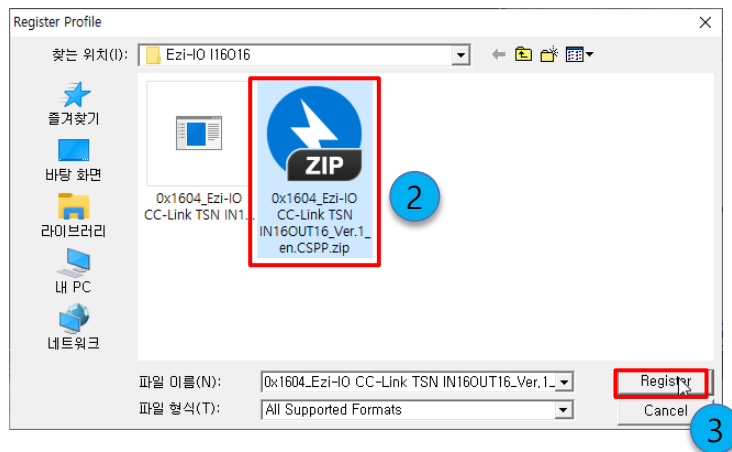 Register Profile
찾는 위치(I):
Ezi-IO I16O16
즐겨찾기
바탕 화면
라이브러리
내 PC
네트워크
0x1604_Ezi-IO
CC-Link TSN IN1...
ZIP
0x1604_Ezi-IO
CC-Link TSN
IN16OUT16_Ver.1_
en.CSPP.zip
2
파일 이름(N):
0x1604_Ezi-IO CC-Link TSN IN16OUT16_Ver.1_
Register
파일 형식(T):
All Supported Formats
Cancel
3